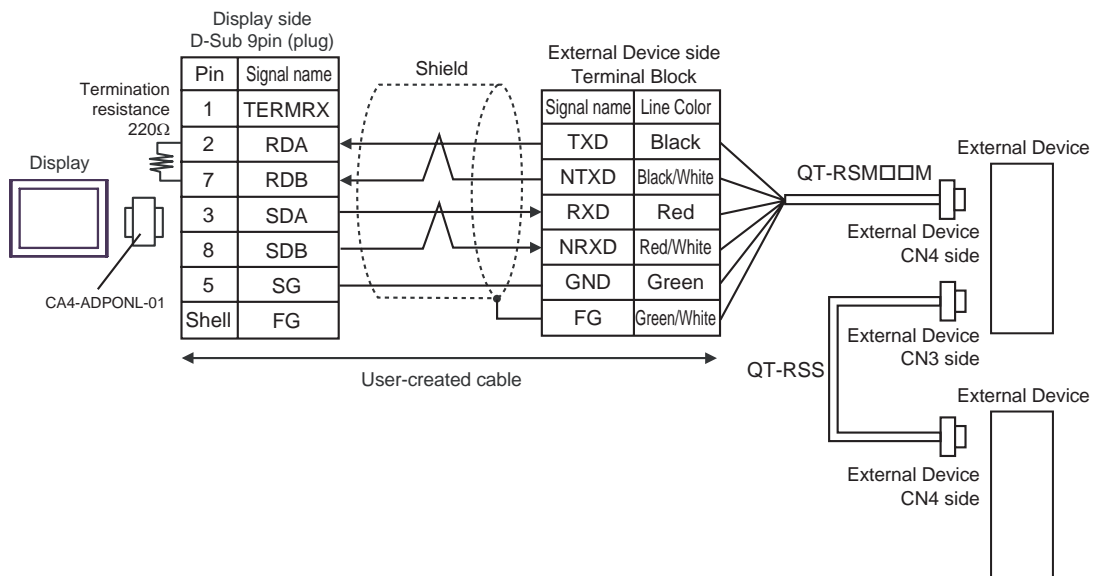 Display side
D-Sub 9pin (plug)
Pin Signal name
1 TERMRX
2 RDA
7 RDB
3 SDA
8 SDB
5 SG
Shell FG
Termination
resistance
220Ω
Display
CA4-ADPONL-01
Shield
User-created cable
External Device side
Terminal Block
Signal name Line Color
TXD Black
NTXD Black/White
RXD Red
NRXD Red/White
GND Green
FG Green/White
QT-RSM□□M
External Device
External Device
CN4 side
External Device
CN3 side
QT-RSS
External Device
External Device
CN4 side